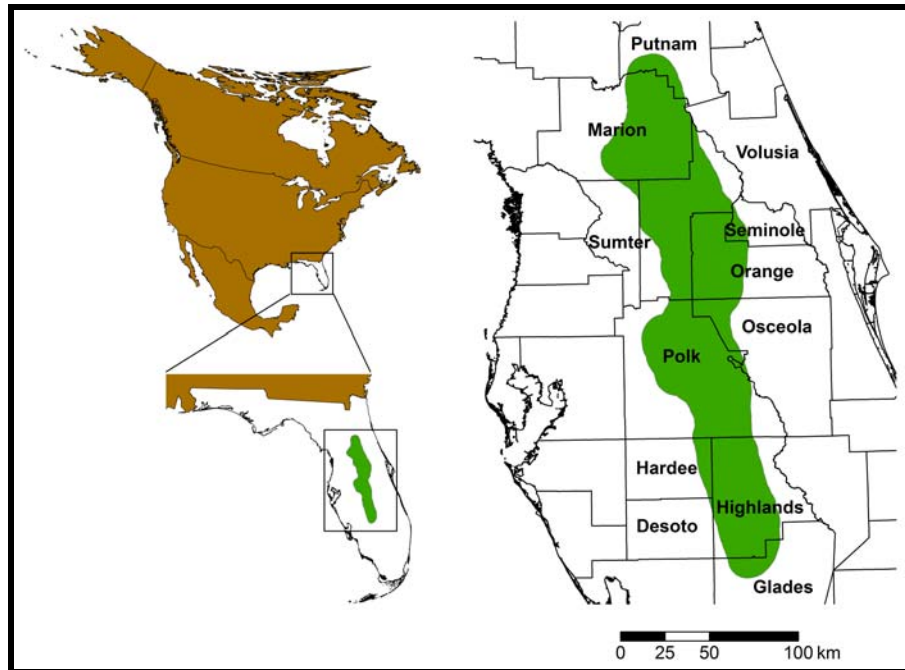 Putnam
Marion
Volusia
Sumter
Seminole
Orange
Osceola
Polk
Hardee
Highlands
Desoto
Glades
0 25 50 100 km